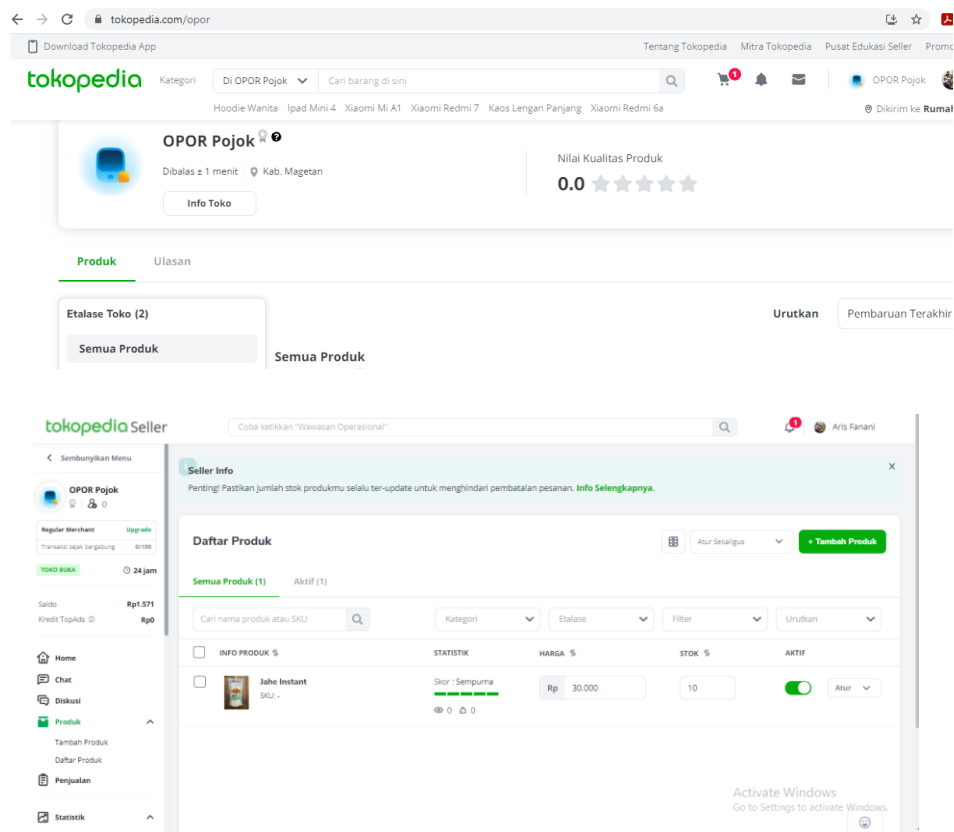 tokopedia.com/opor
Download Tokopedia App
Tentang Tokopedia Mitra Tokopedia Pusat Edukasi Seller Promo
tokopedia Kategori Di OPOR Pojok Cari barang di sini 1 OPOR Pojok
Hoodie Wanita Ipad Mini 4 Xiaomi Mi A1 Xiaomi Redmi 7 Kaos Lengan Panjang Xiaomi Redmi 6a Dikirim ke Rumah
OPOR Pojok
Dibalas ± 1 menit Kab. Magetan
Info Toko
Nilai Kualitas Produk
0.0
Produk Ulasan
Etalase Toko (2)
Semua Produk
Urutkan Pembaruan Terakhir
Semua Produk
tokopedia Seller Coba ketikkan "Wawasan Operasional" 1 Aris Fanani
Sembunyikan Menu
OPOR Pojok
0
Regular Merchant Upgrade
Transaksi sejak bergabung 0/100
TOKO BUKA 24 jam
Saldo Rp1.571
Kredit TopAds Rp0
Home
Chat
Diskusi
Produk
Tambah Produk
Daftar Produk
Penjualan
Statistik
Seller Info
Penting! Pastikan jumlah stok produkmu selalu ter-update untuk menghindari pembatalan pesanan. Info Selengkapnya.
Daftar Produk Atur Sekaligus + Tambah Produk
Semua Produk (1) Aktif (1)
Cari nama produk atau SKU Kategori Etalase Filter Urutkan
INFO PRODUK STATISTIK HARGA STOK AKTIF
Jahe Instant Skor : Sempurna Rp 30.000 10 Atur
SKU: -
0 0
Activate Windows
Go to Settings to activate Windows.